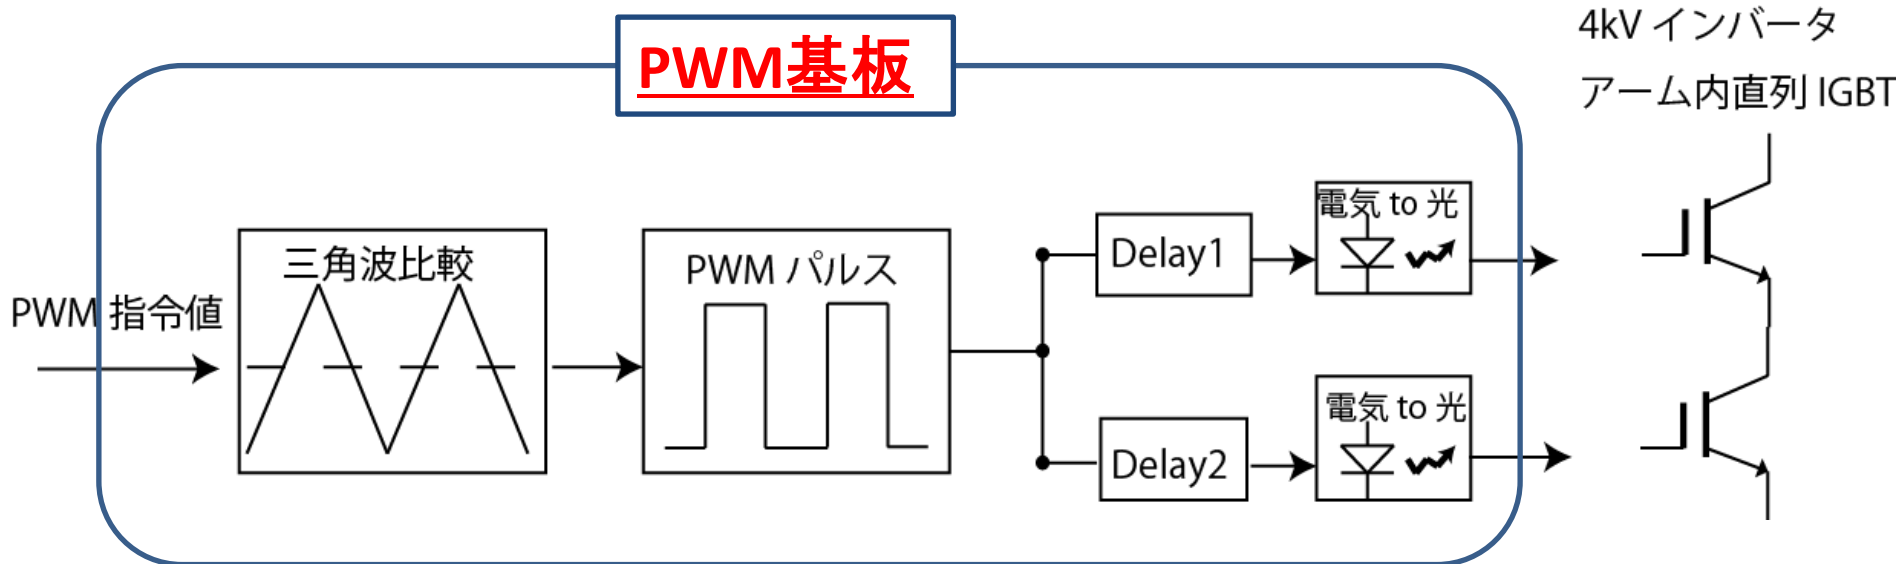 PWM基板
4kV インバータ
アーム内直列 IGBT
PWM 指令値
三角波比較
PWM パルス
Delay1
電気 to 光
Delay2
電気 to 光